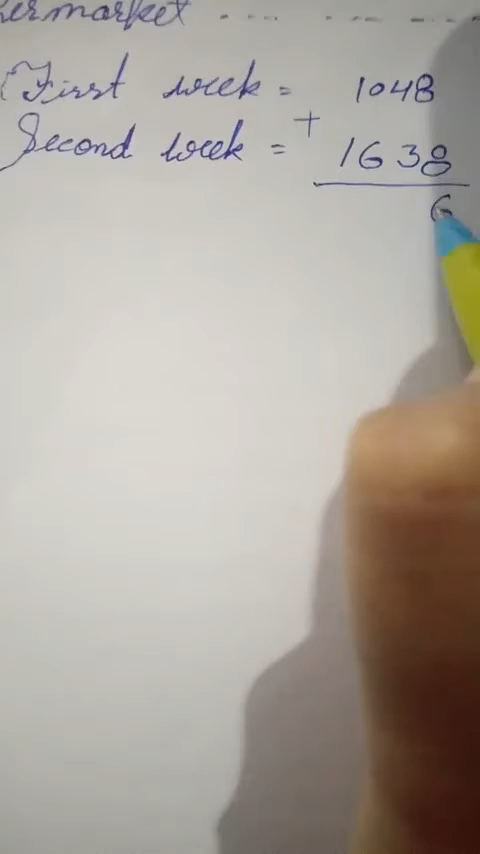 First week = 1048
+
Second week = 1638
6